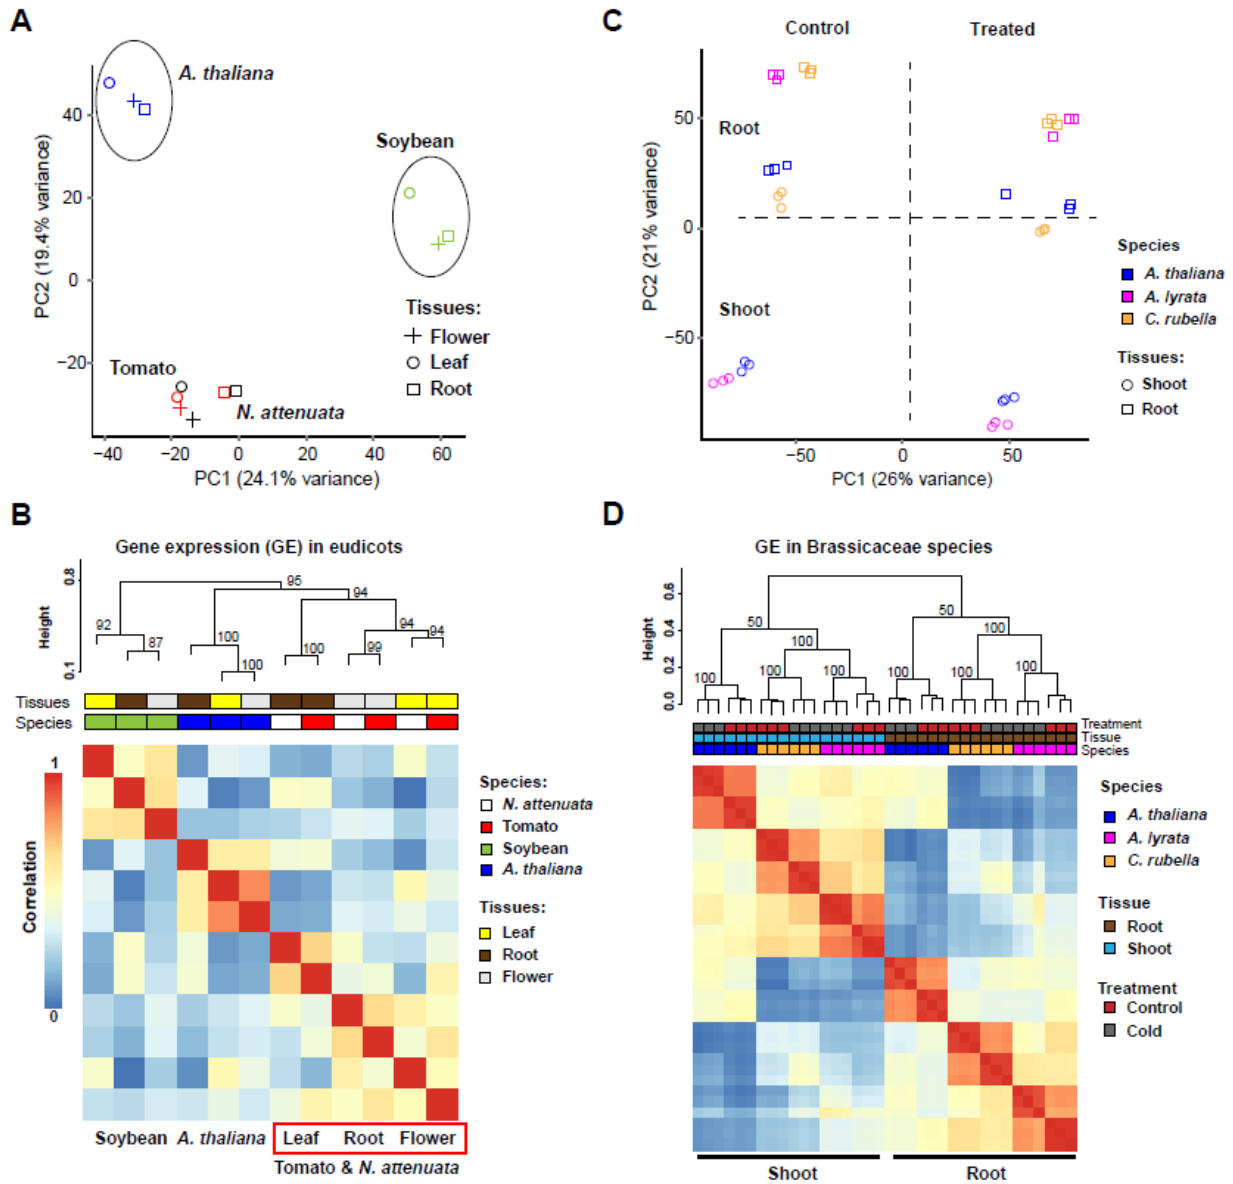 A
A. thaliana
Soybean
Tomato
N. attenuata
Tissues:
Flower
Leaf
Root
40
20
0
−20
PC2 (19.4% variance)
−40
−20
0
20
40
60
PC1 (24.1% variance)
C
Control
Treated
Root
Shoot
50
0
−50
PC2 (21% variance)
−50
0
50
PC1 (26% variance)
Species
A. thaliana
A. lyrata
C. rubella
Tissues:
Shoot
Root
B
Gene expression (GE) in eudicots
Height
0.8
0.1
95
94
92
94
94
87
100
100
100
99
Tissues
Species
1
Correlation
0
Species:
N. attenuata
Tomato
Soybean
A. thaliana
Tissues:
Leaf
Root
Flower
Soybean
A. thaliana
Leaf
Root
Flower
Tomato & N. attenuata
D
GE in Brassicaceae species
Height
0.6
0.4
0.2
0.0
50
50
100
100
100
100
100
100
100
100
Treatment
Tissue
Species
Species
A. thaliana
A. lyrata
C. rubella
Tissue
Root
Shoot
Treatment
Control
Cold
Shoot
Root